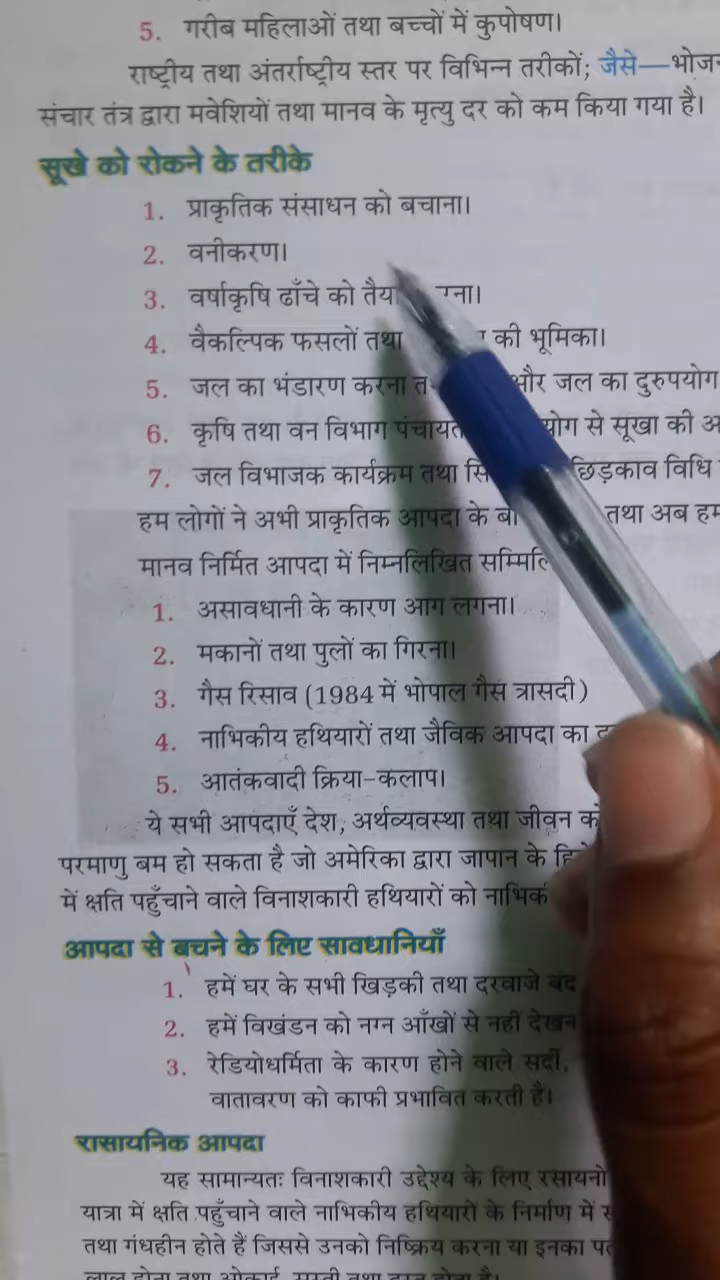 5. गरीब महिलाओं तथा बच्चों में कुपोषण।
राष्ट्रीय तथा अंतर्राष्ट्रीय स्तर पर विभिन्न तरीकों; जैसे—भोजन
संचार तंत्र द्वारा मवेशियों तथा मानव के मृत्यु दर को कम किया गया है।
सूखे को रोकने के तरीके
1. प्राकृतिक संसाधन को बचाना।
2. वनीकरण।
3. वर्षाकृषि ढाँचे को
4. वैकल्पिक फसलों तथा की भूमिका।
5. जल का भंडारण करना और जल का दुरुपयोग
6. कृषि तथा वन विभाग से सूखा की
7. जल विभाजक कार्यक्रम तथा छिड़काव विधि
हम लोगों ने अभी प्राकृतिक आपदा के तथा अब
मानव निर्मित आपदा में निम्नलिखित
1. असावधानी के कारण आग लगना।
2. मकानों तथा पुलों का गिरना।
3. गैस रिसाव (1984 में भोपाल गैस त्रासदी)
4. नाभिकीय हथियारों तथा जैविक आपदा का
5. आतंकवादी क्रिया-कलाप।
ये सभी आपदाएँ देश, अर्थव्यवस्था तथा जीवन
परमाणु बम हो सकता है जो अमेरिका द्वारा जापान के
में क्षति पहुँचाने वाले विनाशकारी हथियारों को
आपदा से बचने के लिए सावधानियाँ
1. हमें घर के सभी खिड़की तथा दरवाजे बंद
2. हमें विखंडन को नग्न आँखों से नहीं
3. रेडियोधर्मिता के कारण होने वाले सर्दी,
वातावरण को काफी प्रभावित करती है।
रासायनिक आपदा
यह सामान्यतः विनाशकारी उद्देश्य के लिए
यात्रा में क्षति पहुँचाने वाले नाभिकीय हथियारों के निर्माण में
तथा गंधहीन होते हैं जिससे उनको निष्क्रिय करना या इनका